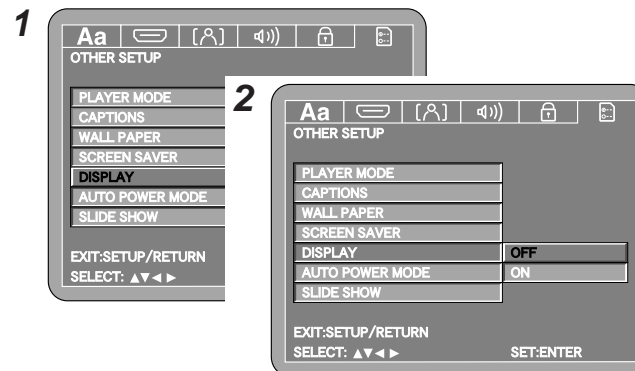 1
Aa
OTHER SETUP
PLAYER MODE
CAPTIONS
WALL PAPER
SCREEN SAVER
DISPLAY
AUTO POWER MODE
SLIDE SHOW
EXIT:SETUP/RETURN
SELECT: ▲▼◄ ►
2
Aa
OTHER SETUP
PLAYER MODE
CAPTIONS
WALL PAPER
SCREEN SAVER
DISPLAY OFF
AUTO POWER MODE ON
SLIDE SHOW
EXIT:SETUP/RETURN
SELECT: ▲▼◄ ► SET:ENTER